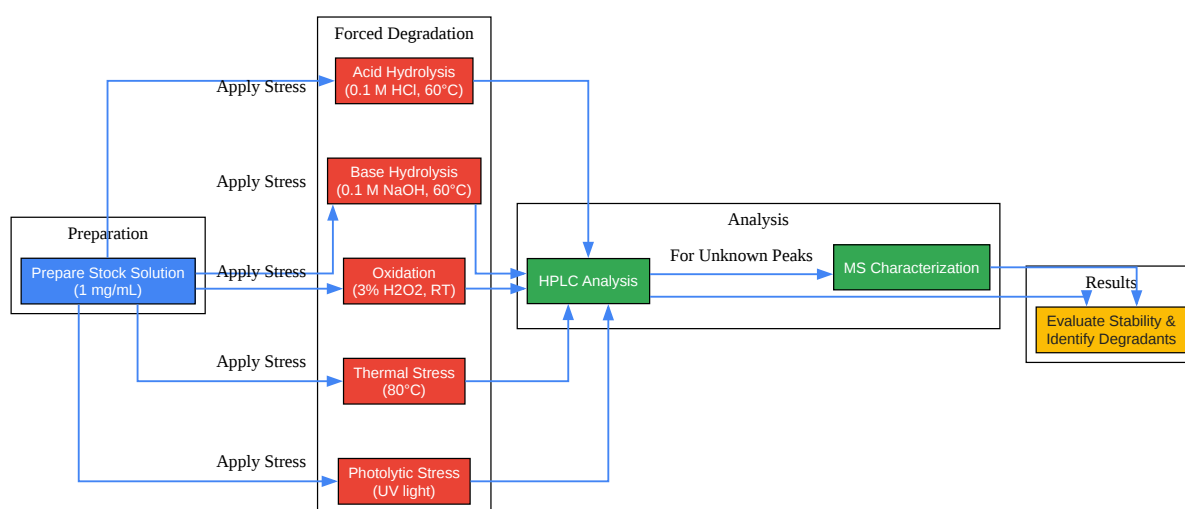 Forced Degradation
Acid Hydrolysis
(0.1 M HCl, 60°C)
Apply Stress
Base Hydrolysis
(0.1 M NaOH, 60°C)
Apply Stress
Preparation
Prepare Stock Solution
(1 mg/mL)
Apply Stress
Oxidation
(3% H2O2, RT)
Apply Stress
Thermal Stress
(80°C)
Apply Stress
Photolytic Stress
(UV light)
Analysis
HPLC Analysis
For Unknown Peaks
MS Characterization
Results
Evaluate Stability &
Identify Degradants